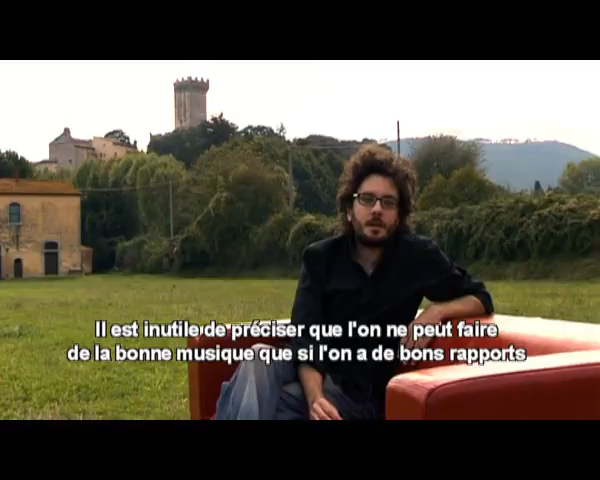 Il est inutile de préciser que l'on ne peut faire
de la bonne musique que si l'on a de bons rapports